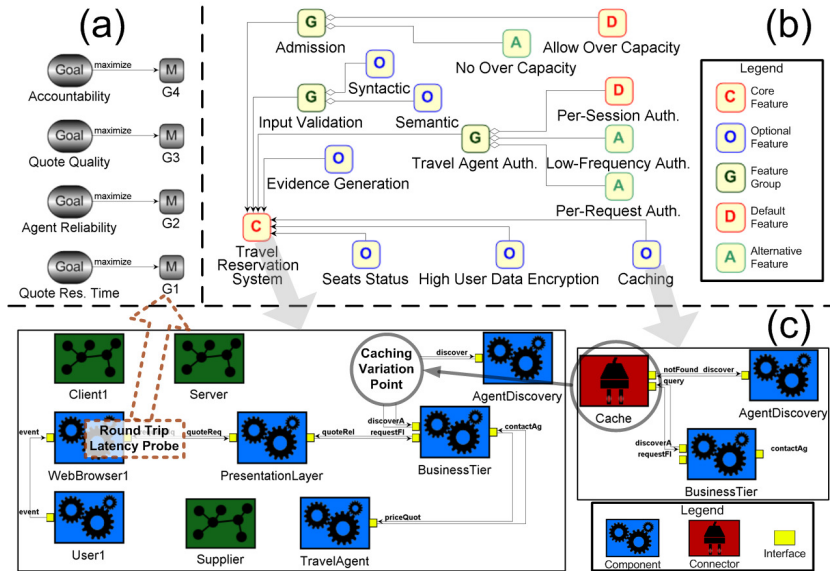 (a)
Goal
maximize
M
Accountability
G4
Goal
maximize
M
Quote Quality
G3
Goal
maximize
M
Agent Reliability
G2
Goal
maximize
M
Quote Res. Time
G1
(b)
G
Admission
D
Allow Over Capacity
A
No Over Capacity
O
Syntactic
G
Input Validation
O
Semantic
D
Per-Session Auth.
G
Travel Agent Auth.
A
Low-Frequency Auth.
O
Evidence Generation
A
Per-Request Auth.
C
Travel
Reservation
System
O
Seats Status
O
High User Data Encryption
O
Caching
Legend
C
Core
Feature
O
Optional
Feature
G
Feature
Group
D
Default
Feature
A
Alternative
Feature
(c)
Client1
Server
Caching
Variation
Point
discover
AgentDiscovery
event
Round Trip
Latency Probe
WebBrowser1
quoteReq
PresentationLayer
quoteRel
discoverA
requestFl
BusinessTier
contactAg
event
User1
Supplier
TravelAgent
priceQuot
Cache
notFound
discover
query
AgentDiscovery
discoverA
requestFl
contactAg
BusinessTier
Legend
Component
Connector
Interface